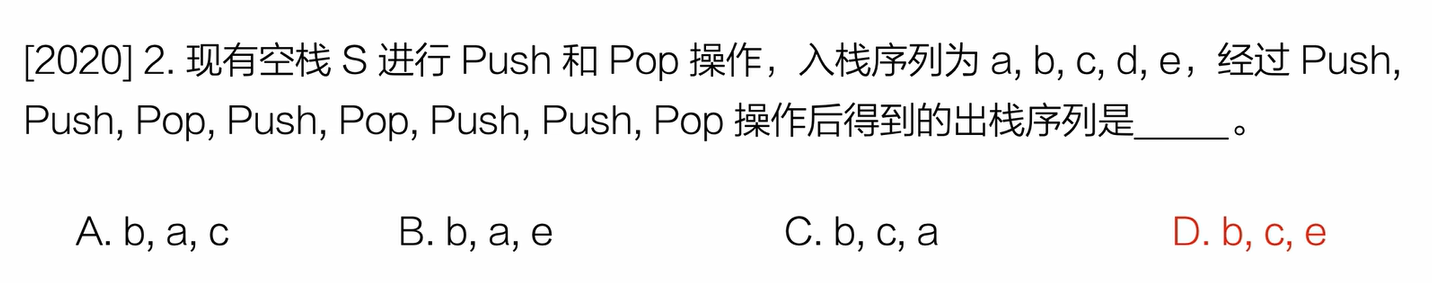 [2020] 2. 现有空栈 S 进行 Push 和 Pop 操作，入栈序列为 a, b, c, d, e，经过 Push,
Push, Pop, Push, Pop, Push, Push, Pop 操作后得到的出栈序列是_____。
A. b, a, c B. b, a, e C. b, c, a D. b, c, e